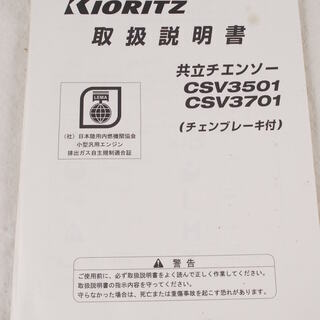 KIORITZ
取扱説明書
共立チエンソー
CSV3501
CSV3701
(チェンブレーキ付)
LEMA
(社)日本陸用内燃機関協会
小型汎用エンジン
排出ガス自主規制適合証
⚠警告
ご使用前に、必ず取扱説明書をよく読んで正しく作業してください。
取扱説明書の指示内容を守ってください。
守らなかった場合は、死亡または重傷事故を起こす恐れがあります。